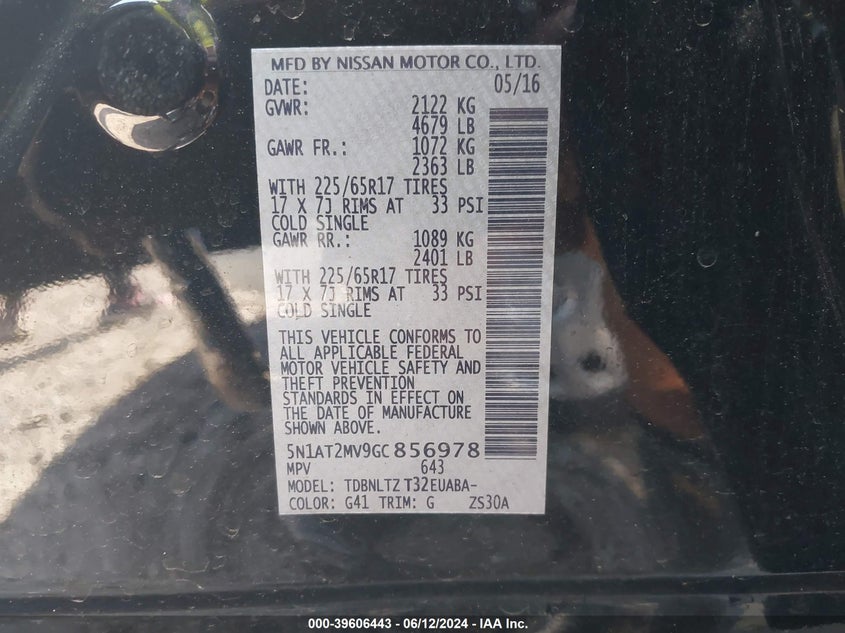 MFD BY NISSAN MOTOR CO., LTD.
DATE: 05/16
GVWR: 2122 KG
4679 LB
GAWR FR.: 1072 KG
2363 LB
WITH 225/65R17 TIRES
17 X 7J RIMS AT 33 PSI
COLD SINGLE
GAWR RR.: 1089 KG
2401 LB
WITH 225/65R17 TIRES
17 X 7J RIMS AT 33 PSI
COLD SINGLE
THIS VEHICLE CONFORMS TO
ALL APPLICABLE FEDERAL
MOTOR VEHICLE SAFETY AND
THEFT PREVENTION
STANDARDS IN EFFECT ON
THE DATE OF MANUFACTURE
SHOWN ABOVE.
5N1AT2MV9GC856978
MPV 643
MODEL: TDBNLTZ T32EUABA-
COLOR: G41 TRIM: G ZS30A
000-39606443 - 06/12/2024 - IAA Inc.